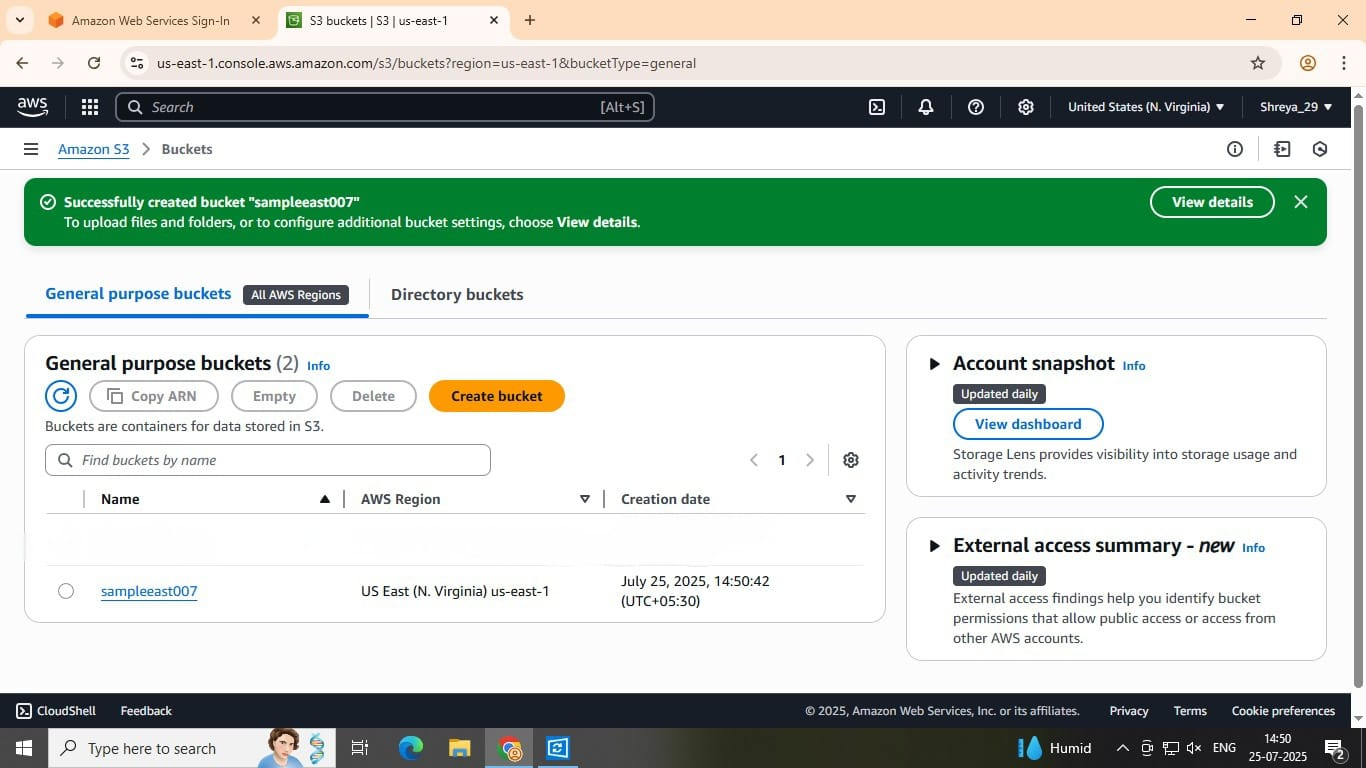 Amazon Web Services Sign-In
S3 buckets | S3 | us-east-1
us-east-1.console.aws.amazon.com/s3/buckets?region=us-east-1&bucketType=general
aws
Search
[Alt+S]
United States (N. Virginia)
Shreya_29
Amazon S3
Buckets
Successfully created bucket "sampleeast007"
To upload files and folders, or to configure additional bucket settings, choose View details.
View details
General purpose buckets
All AWS Regions
Directory buckets
General purpose buckets (2) Info
Copy ARN
Empty
Delete
Create bucket
Buckets are containers for data stored in S3.
Find buckets by name
1
Name
AWS Region
Creation date
sampleeast007
US East (N. Virginia) us-east-1
July 25, 2025, 14:50:42
(UTC+05:30)
Account snapshot Info
Updated daily
View dashboard
Storage Lens provides visibility into storage usage and
activity trends.
External access summary - new Info
Updated daily
External access findings help you identify bucket
permissions that allow public access or access from
other AWS accounts.
CloudShell
Feedback
© 2025, Amazon Web Services, Inc. or its affiliates.
Privacy
Terms
Cookie preferences
Type here to search
Humid
ENG
14:50
25-07-2025
2